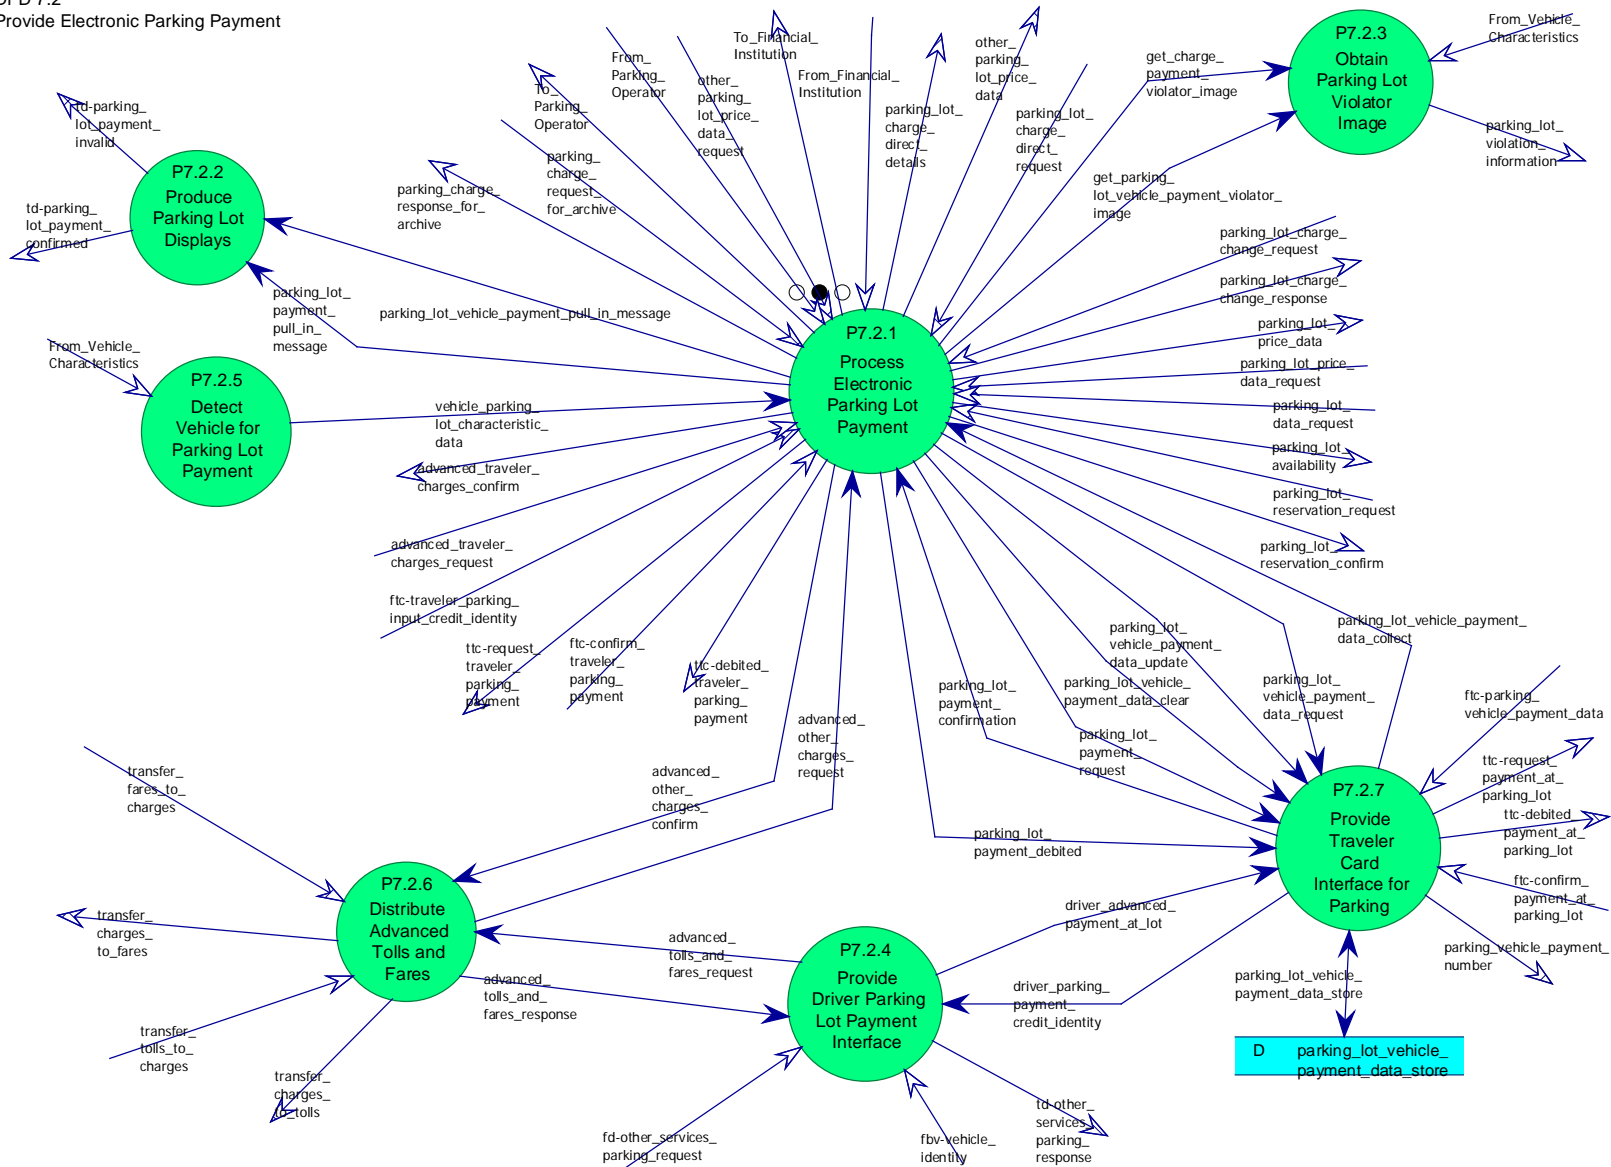 DFD 7.2
Provide Electronic Parking Payment
td-parking_
lot_payment_
invalid
P7.2.2
Produce
Parking Lot
Displays
td-parking_
lot_payment_
confirmed
To_
Parking_
Operator
From_
Parking_
Operator
other_
parking_
lot_price_
data_
request
To_Financial_
Institution
From_Financial_
Institution
parking_lot_
charge_
direct_
details
other_
parking_
lot_price_
data
parking_lot_
charge_
direct_
request
get_charge_
payment_
violator_image
P7.2.3
Obtain
Parking Lot
Violator
Image
From_Vehicle_
Characteristics
parking_lot_
violation_
information
parking_charge_
response_for_
archive
parking_
charge_
request_
for_archive
get_parking_
lot_vehicle_payment_violator_
image
parking_lot_
payment_
pull_in_
message
parking_lot_vehicle_payment_pull_in_message
From_Vehicle_
Characteristics
P7.2.5
Detect
Vehicle for
Parking Lot
Payment
vehicle_parking_
lot_characteristic_
data
P7.2.1
Process
Electronic
Parking Lot
Payment
parking_lot_charge_
change_request
parking_lot_charge_
change_response
parking_lot_
price_data
parking_lot_price_
data_request
parking_lot_
data_request
parking_lot_
availability
parking_lot_
reservation_request
parking_lot_
reservation_confirm
advanced_traveler_
charges_confirm
advanced_traveler_
charges_request
ftc-traveler_parking_
input_credit_identity
ttc-request_
traveler_
parking_
payment
ftc-confirm_
traveler_
parking_
payment
ttc-debited_
traveler_
parking_
payment
advanced_
other_
charges_
request
advanced_
other_
charges_
confirm
parking_lot_
payment_
confirmation
parking_lot_
vehicle_payment_
data_update
parking_lot_vehicle_
payment_data_clear
parking_lot_
payment_
request
parking_lot_
vehicle_payment_
data_request
parking_lot_vehicle_payment_
data_collect
ftc-parking_
vehicle_payment_data
ttc-request_
payment_at_
parking_lot
ttc-debited_
payment_at_
parking_lot
P7.2.7
Provide
Traveler
Card
Interface for
Parking
ftc-confirm_
payment_at_
parking_lot
parking_vehicle_payment_
number
parking_lot_
payment_debited
transfer_
fares_to_
charges
P7.2.6
Distribute
Advanced
Tolls and
Fares
transfer_
charges_
to_fares
transfer_
tolls_to_
charges
transfer_
charges_
to_tolls
advanced_
tolls_and_
fares_request
advanced_
tolls_and_
fares_response
P7.2.4
Provide
Driver Parking
Lot Payment
Interface
driver_advanced_
payment_at_lot
driver_parking_
payment_
credit_identity
parking_lot_vehicle_
payment_data_store
D parking_lot_vehicle_
payment_data_store
fd-other_services_
parking_request
fbv-vehicle_
identity
td-other_
services_
parking_
response